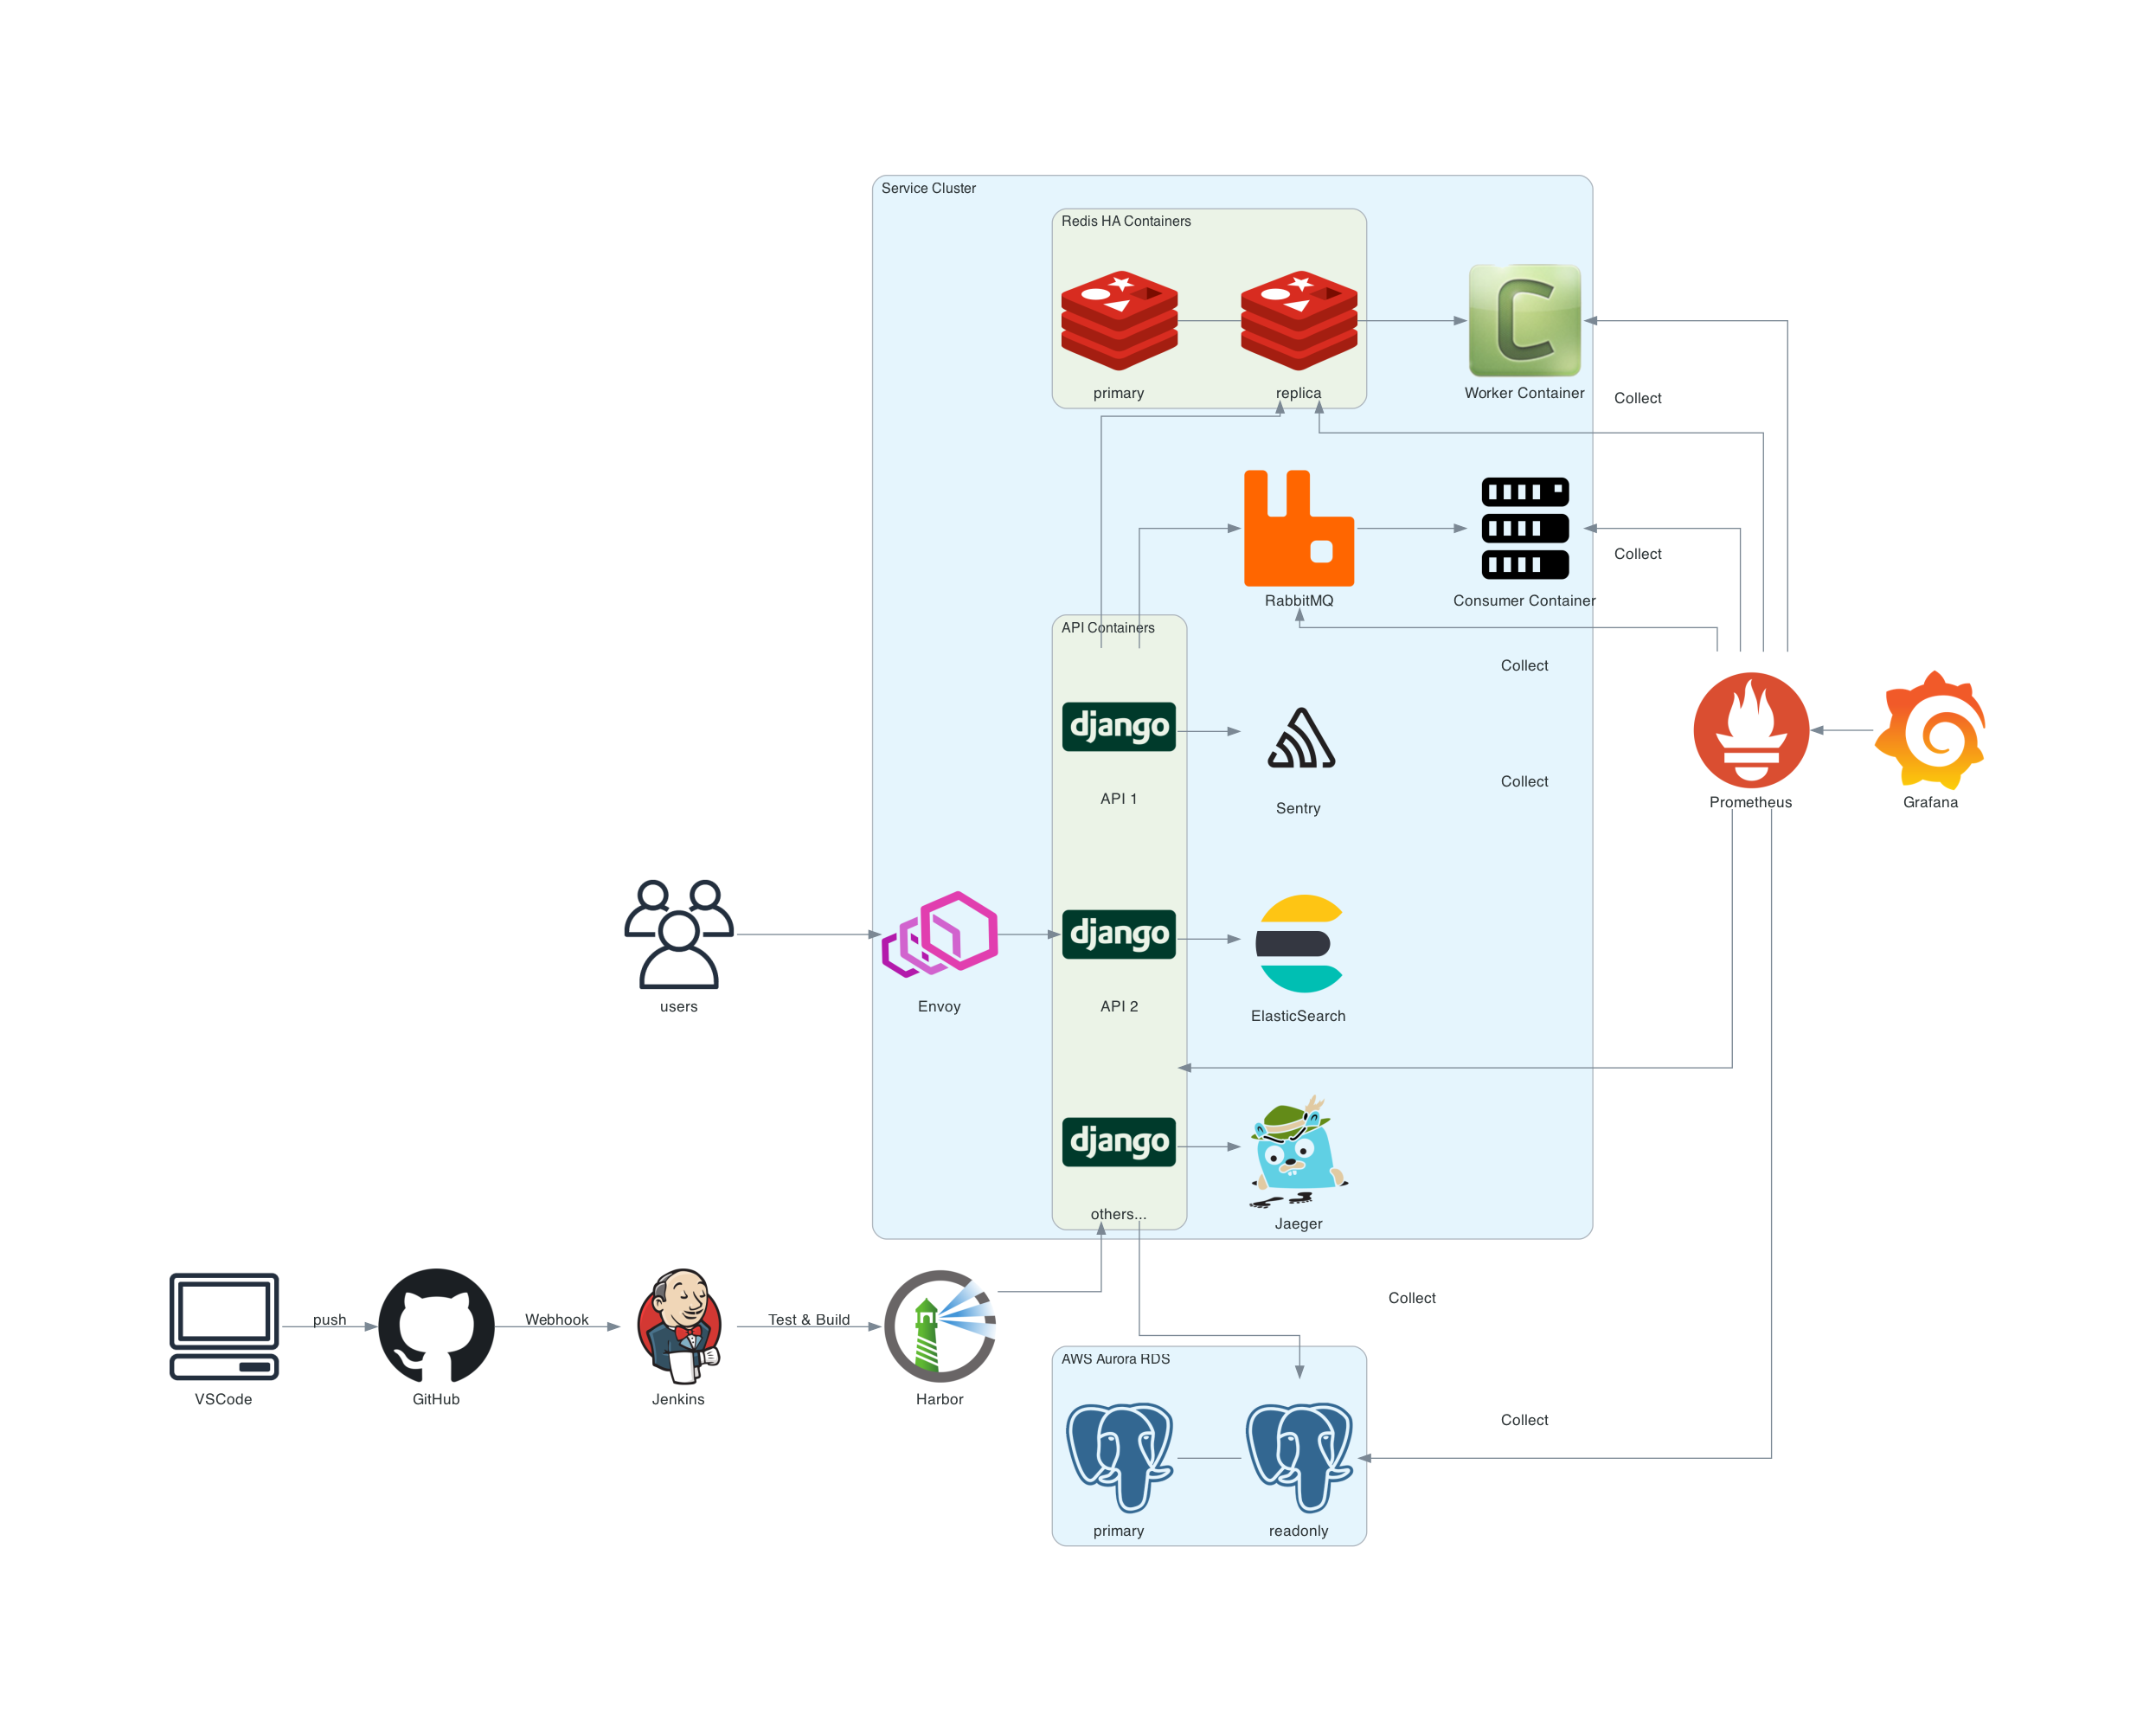 Service Cluster
Redis HA Containers
primary
replica
Worker Container
Collect
Collect
RabbitMQ
Consumer Container
API Containers
Collect
django
API 1
Sentry
Collect
Prometheus
Grafana
users
Envoy
django
API 2
ElasticSearch
django
others...
Jaeger
Collect
push
Webhook
Test & Build
VSCode
GitHub
Jenkins
Harbor
AWS Aurora RDS
Collect
primary
readonly